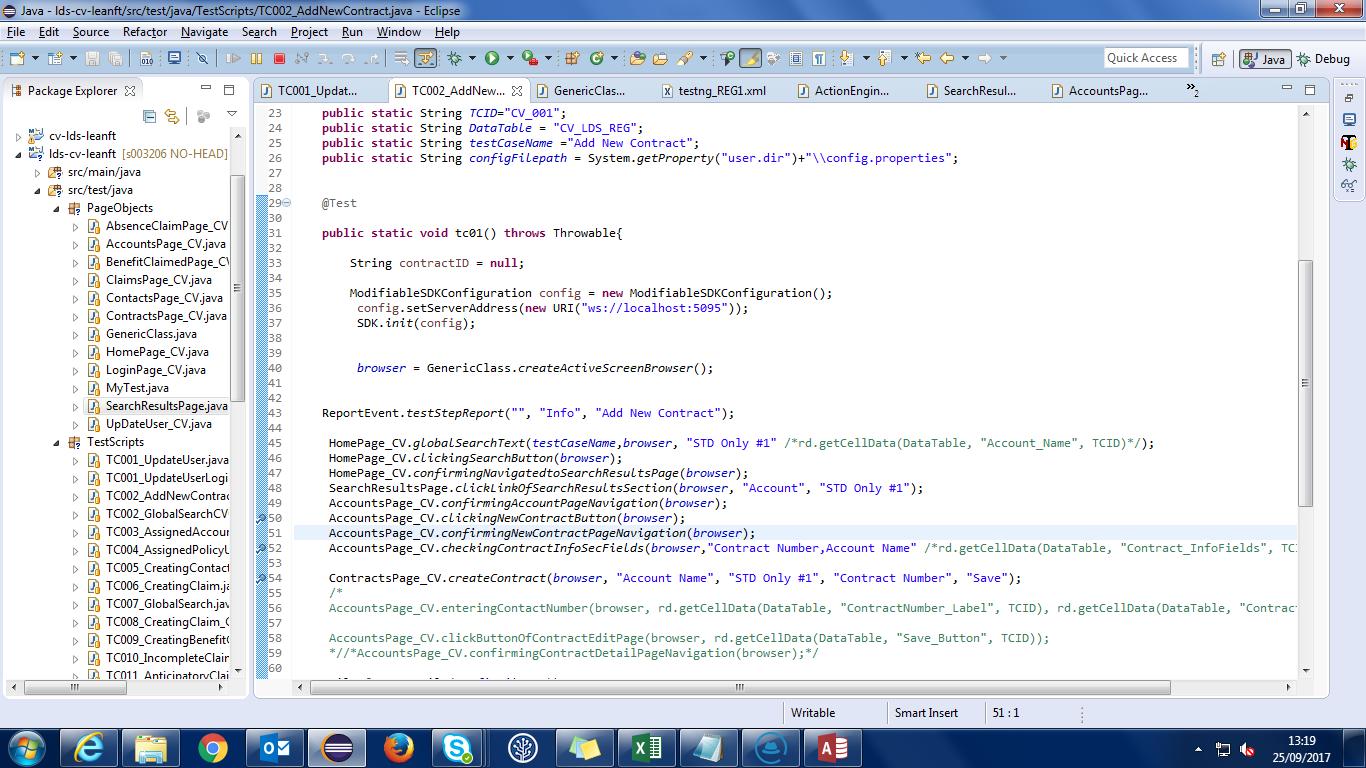 Java - lds-cv-leanft/src/test/java/TestScripts/TC002_AddNewContract.java - Eclipse
File Edit Source Refactor Navigate Search Project Run Window Help
Quick Access Java Debug
Package Explorer
TC001_Updat... TC002_AddNew... GenericClass... testng_REG1.xml ActionEngin... SearchResul... AccountsPag... »2
cv-lds-leanft
lds-cv-leanft [s003206 NO-HEAD]
src/main/java
src/test/java
PageObjects
AbsenceClaimPage_CV
AccountsPage_CV.java
BenefitClaimedPage_CV
ClaimsPage_CV.java
ContactsPage_CV.java
ContractsPage_CV.java
GenericClass.java
HomePage_CV.java
LoginPage_CV.java
MyTest.java
SearchResultsPage.java
UpDateUser_CV.java
TestScripts
TC001_UpdateUser.java
TC001_UpdateUserLogi
TC002_AddNewContrac
TC002_GlobalSearchCV
TC003_AssignedAccour
TC004_AssignedPolicyU
TC005_CreatingContact
TC006_CreatingClaim.ja
TC007_GlobalSearch.jav
TC008_CreatingClaim_C
TC009_CreatingBenefit
TC010_IncompleteClain
TC011_AnticipatoryClai
23 public static String TCID="CV_001";
24 public static String DataTable = "CV_LDS_REG";
25 public static String testCaseName ="Add New Contract";
26 public static String configFilepath = System.getProperty("user.dir")+"\\config.properties";
27
28
29 @Test
30
31 public static void tc01() throws Throwable{
32
33 String contractID = null;
34
35 ModifiableSDKConfiguration config = new ModifiableSDKConfiguration();
36 config.setServerAddress(new URI("ws://localhost:5095"));
37 SDK.init(config);
38
39
40 browser = GenericClass.createActiveScreenBrowser();
41
42
43 ReportEvent.testStepReport("", "Info", "Add New Contract");
44
45 HomePage_CV.globalSearchText(testCaseName,browser, "STD Only #1" /*rd.getCellData(DataTable, "Account_Name", TCID)*/);
46 HomePage_CV.clickingSearchButton(browser);
47 HomePage_CV.confirmingNavigatedtoSearchResultsPage(browser);
48 SearchResultsPage.clickLinkOfSearchResultsSection(browser, "Account", "STD Only #1");
49 AccountsPage_CV.confirmingAccountPageNavigation(browser);
50 AccountsPage_CV.clickingNewContractButton(browser);
51 AccountsPage_CV.confirmingNewContractPageNavigation(browser);
52 AccountsPage_CV.checkingContractInfoSecFields(browser,"Contract Number,Account Name" /*rd.getCellData(DataTable, "Contract_InfoFields", TCI
53
54 ContractsPage_CV.createContract(browser, "Account Name", "STD Only #1", "Contract Number", "Save");
55 /*
56 AccountsPage_CV.enteringContactNumber(browser, rd.getCellData(DataTable, "ContractNumber_Label", TCID), rd.getCellData(DataTable, "Contrac
57
58 AccountsPage_CV.clickButtonOfContractEditPage(browser, rd.getCellData(DataTable, "Save_Button", TCID));
59 *//*AccountsPage_CV.confirmingContractDetailPageNavigation(browser);*/
60
Writable Smart Insert 51 : 1
13:19
25/09/2017